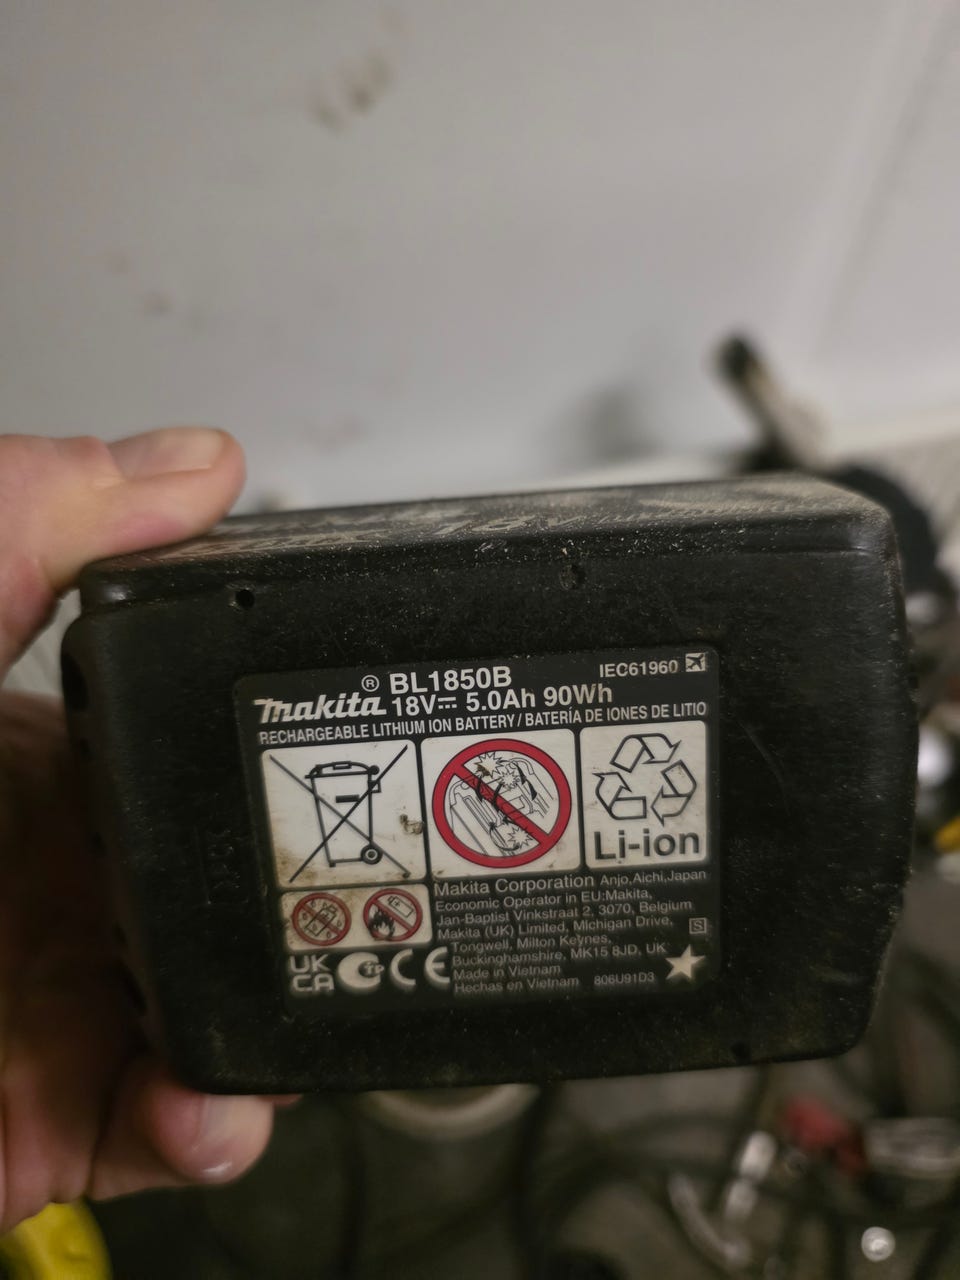 18V
makita® BL1850B
18V⎓ 5.0Ah 90Wh
IEC61960
RECHARGEABLE LITHIUM ION BATTERY / BATERÍA DE IONES DE LITIO
Li-ion
Makita Corporation Anjo,Aichi,Japan
Economic Operator in EU:Makita,
Jan-Baptist Vinkstraat 2, 3070, Belgium
Makita (UK) Limited, Michigan Drive,
Tongwell, Milton Keynes,
Buckinghamshire, MK15 8JD, UK
Made in Vietnam
Hechas en Vietnam 806U91D3
S
UK
CA
CE